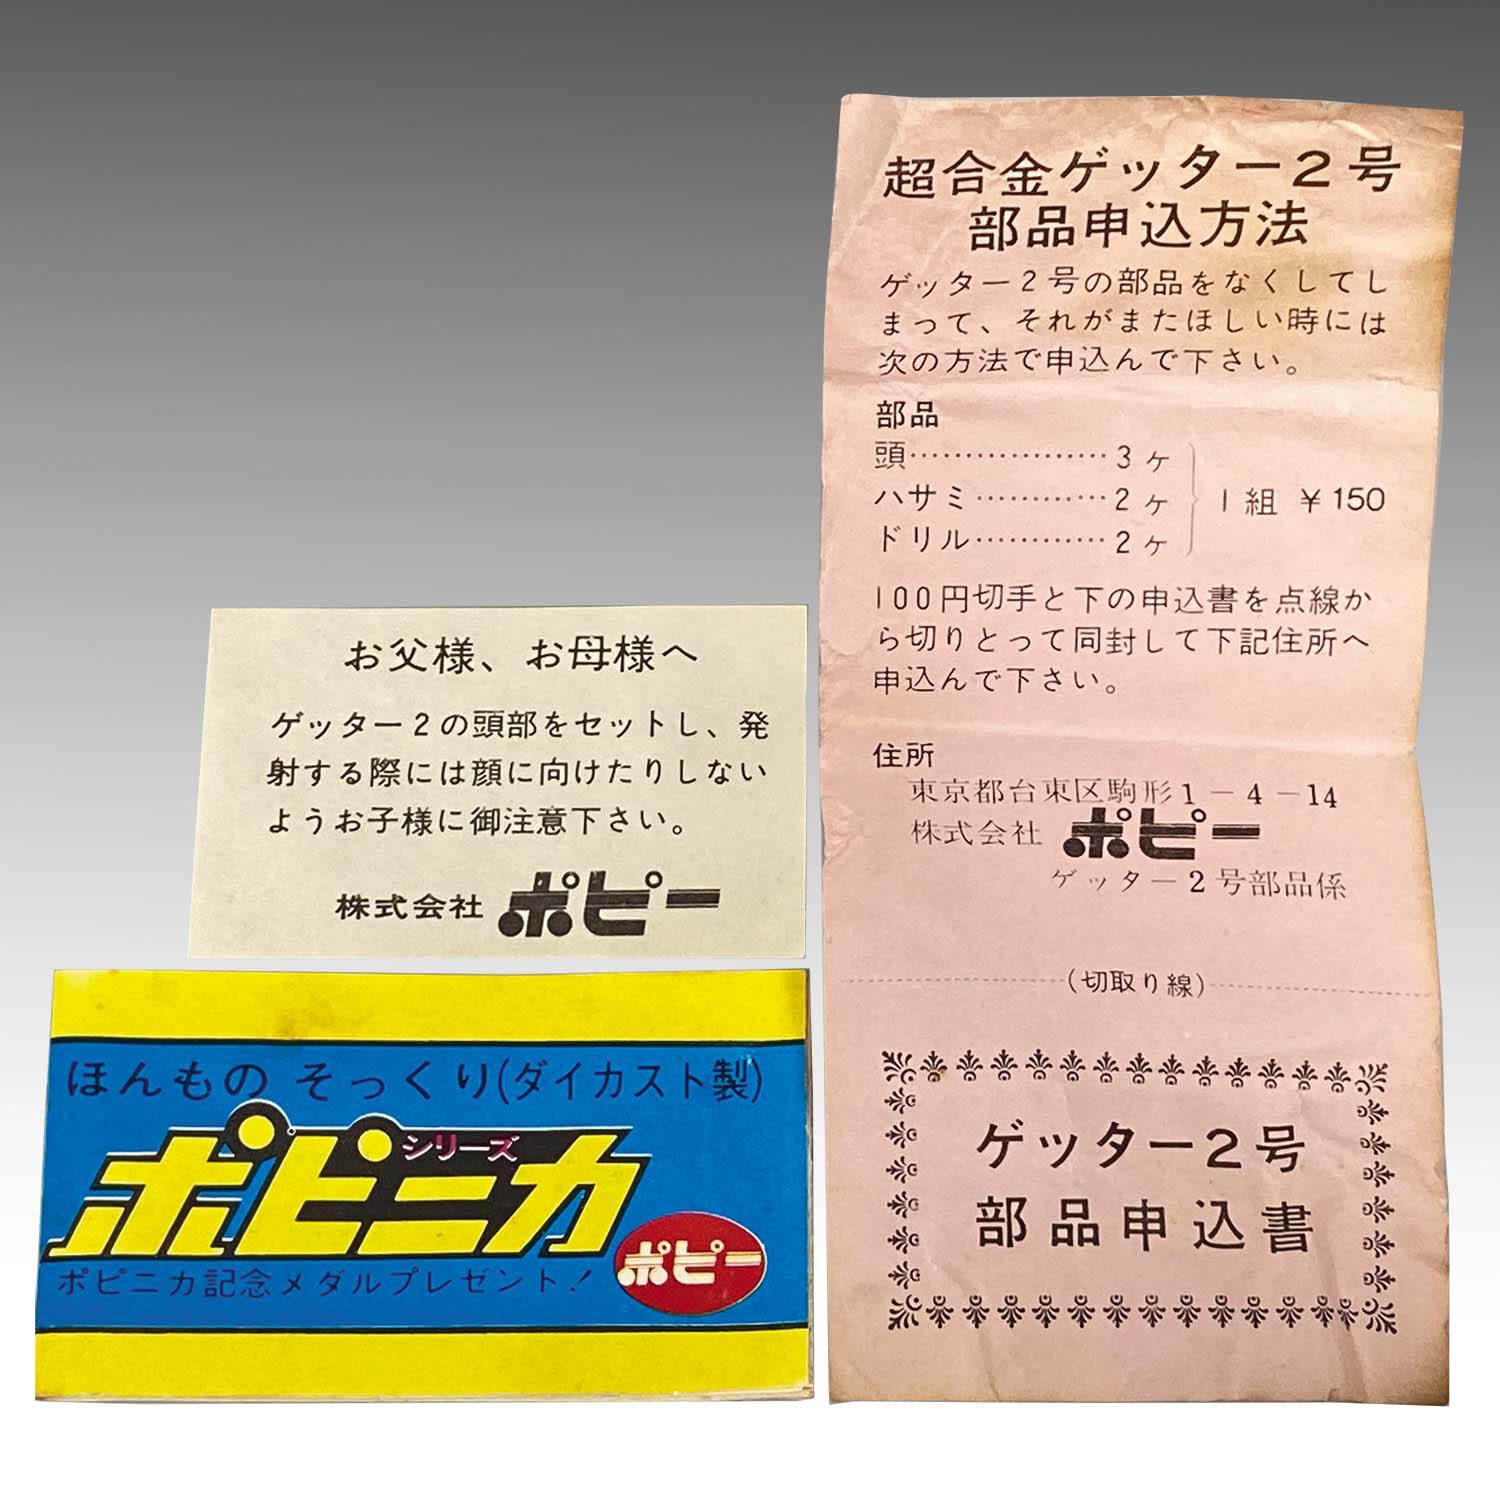 お父様、お母様へ
ゲッター2の頭部をセットし、発
射する際には顔に向けたりしない
ようお子様に御注意下さい。
株式会社 ポピー
ほんもの そっくり(ダイカスト製)
ポピニカ
シリーズ
ポピー
ポピニカ記念メダルプレゼント!
超合金ゲッター2号
部品申込方法
ゲッター2号の部品をなくしてし
まって、それがまたほしい時には
次の方法で申込んで下さい。
部品
頭………………3ケ
ハサミ…………2ケ
ドリル…………2ケ
1組 ¥150
100円切手と下の申込書を点線か
ら切りとって同封して下記住所へ
申込んで下さい。
住所
東京都台東区駒形1-4-14
株式会社 ポピー
ゲッター2号部品係
(切取り線)
ゲッター2号
部品申込書